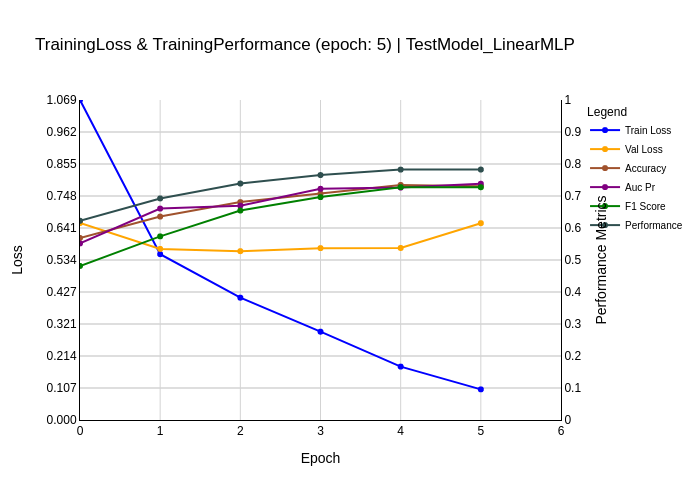 TrainingLoss & TrainingPerformance (epoch: 5) | TestModel_LinearMLP
Legend
Train Loss
Val Loss
Accuracy
Auc Pr
F1 Score
Performance
Loss
1.069
0.962
0.855
0.748
0.641
0.534
0.427
0.321
0.214
0.107
0.000
1
0.9
0.8
0.7
0.6
0.5
0.4
0.3
0.2
0.1
0
Performance Metrics
0 1 2 3 4 5 6
Epoch